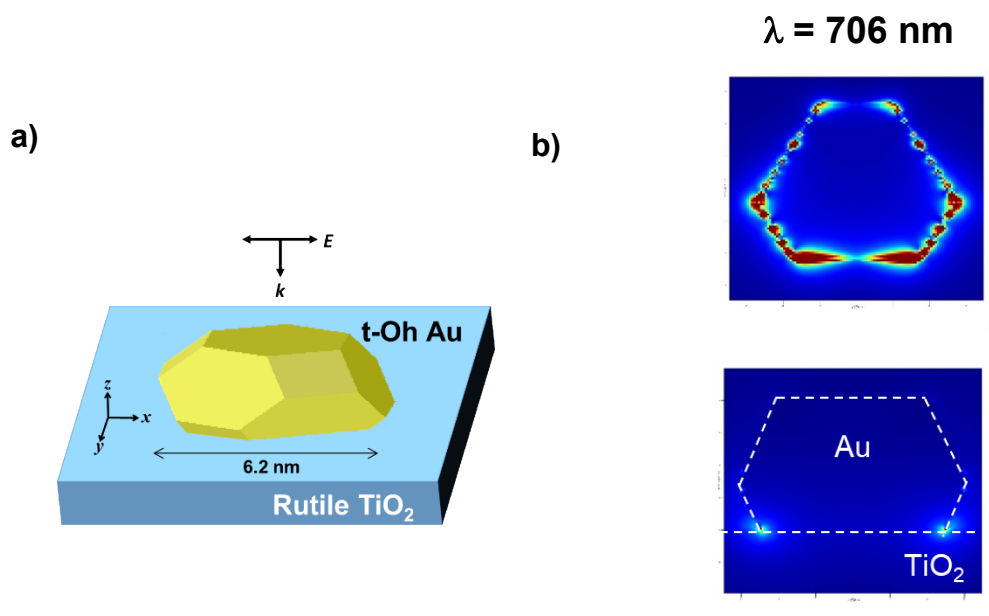 λ = 706 nm
a)
b)
E
k
t-Oh Au
z
x
y
6.2 nm
Rutile TiO₂
Au
TiO₂